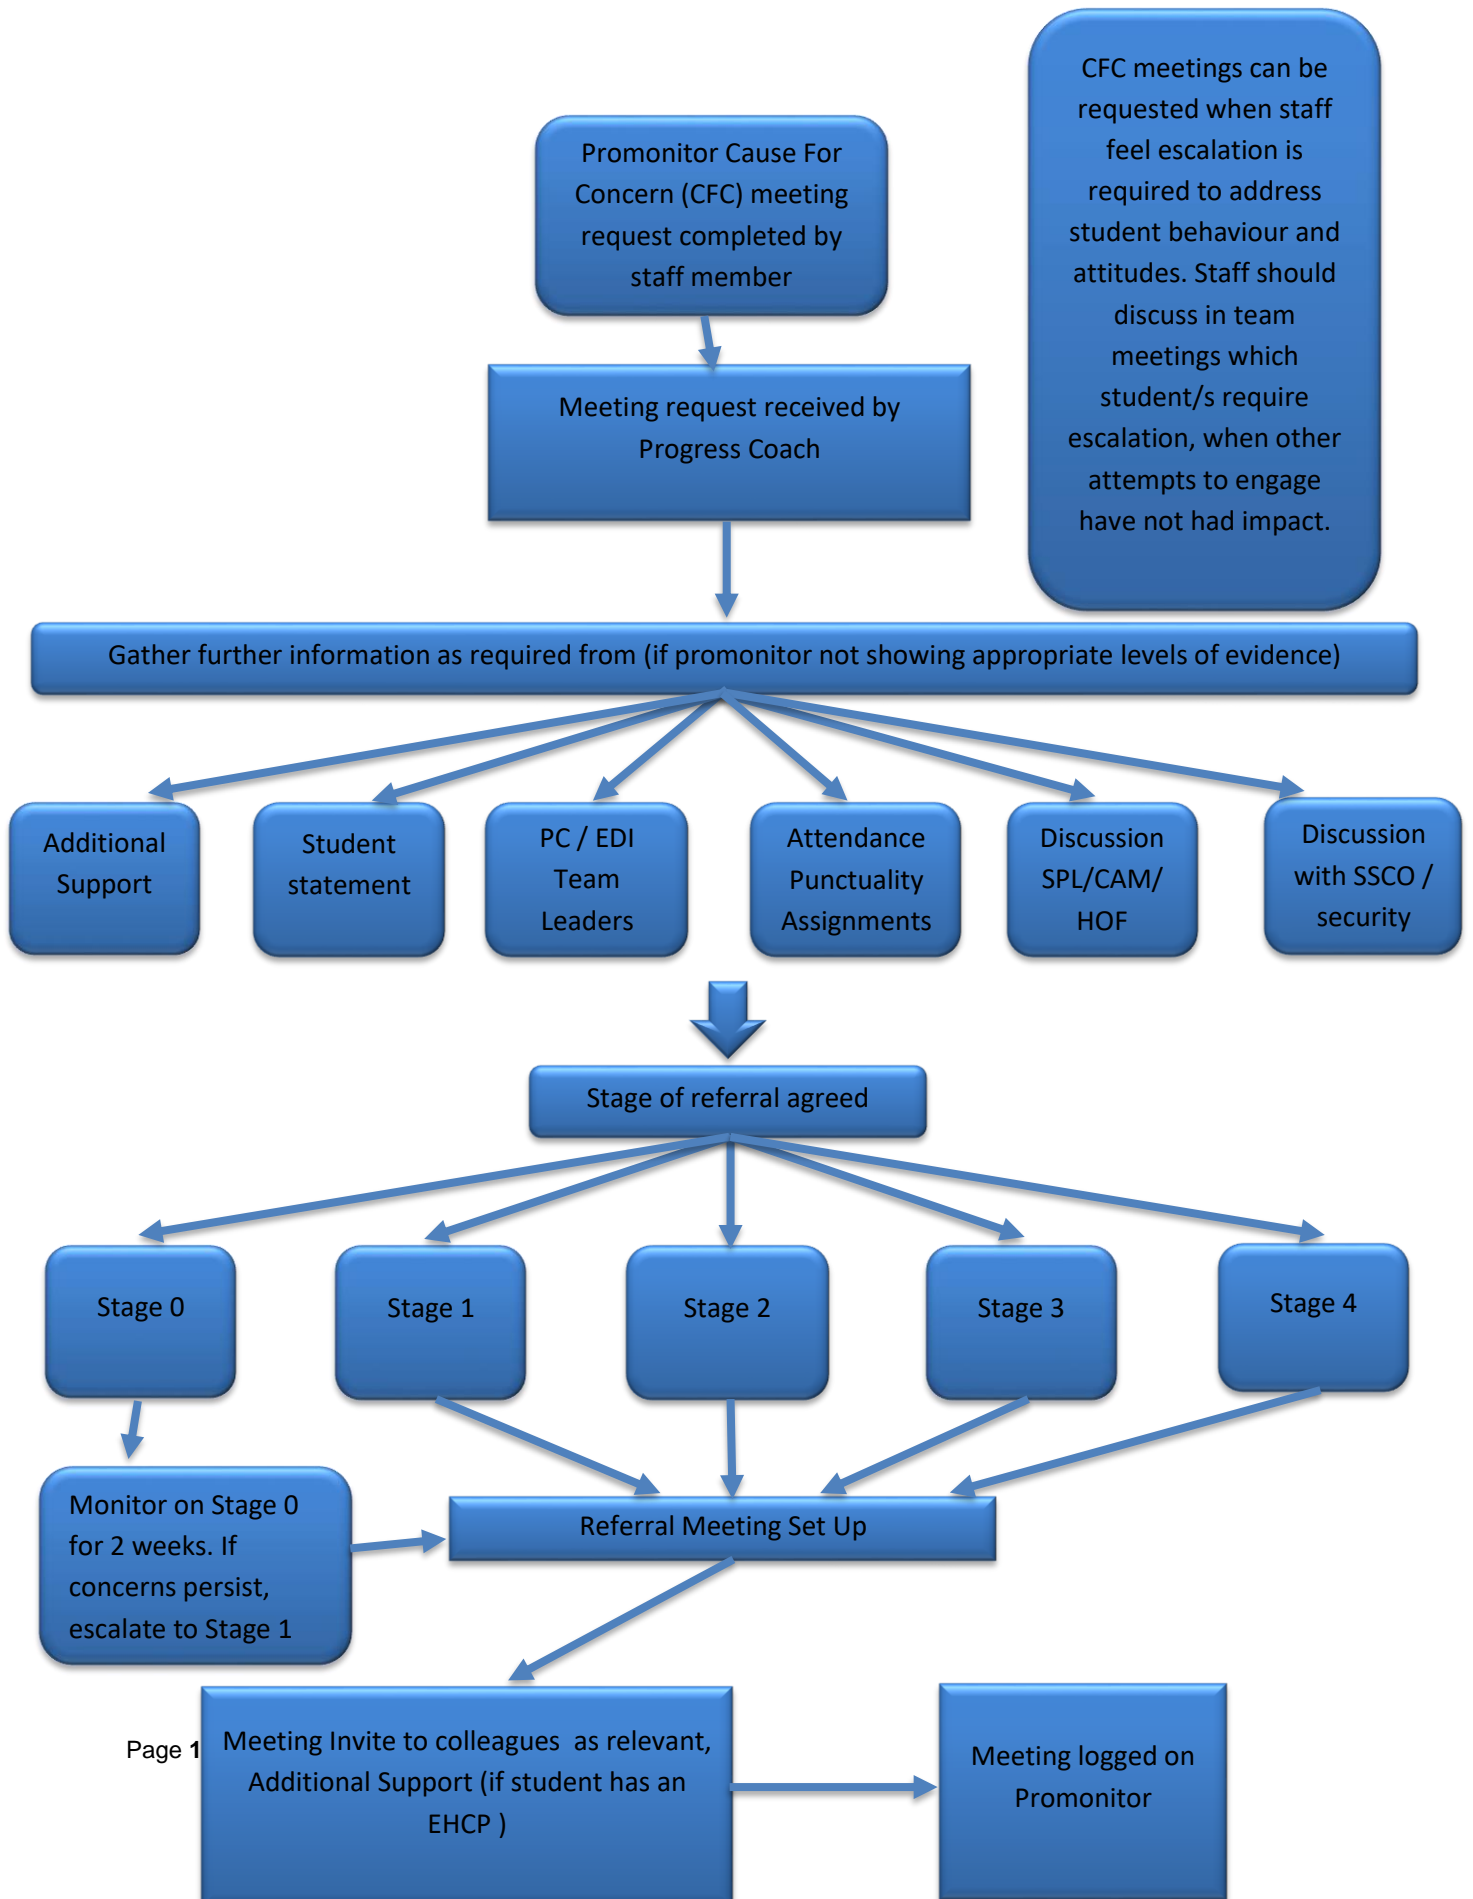 Promonitor Cause For
Concern (CFC) meeting
request completed by
staff member
CFC meetings can be
requested when staff
feel escalation is
required to address
student behaviour and
attitudes. Staff should
discuss in team
meetings which
student/s require
escalation, when other
attempts to engage
have not had impact.
Meeting request received by
Progress Coach
Gather further information as required from (if promonitor not showing appropriate levels of evidence)
Additional
Support
Student
statement
PC / EDI
Team
Leaders
Attendance
Punctuality
Assignments
Discussion
SPL/CAM/
HOF
Discussion
with SSCO /
security
Stage of referral agreed
Stage 0
Stage 1
Stage 2
Stage 3
Stage 4
Monitor on Stage 0
for 2 weeks. If
concerns persist,
escalate to Stage 1
Referral Meeting Set Up
Page 1
Meeting Invite to colleagues  as relevant,
Additional Support (if student has an
EHCP )
Meeting logged on
Promonitor